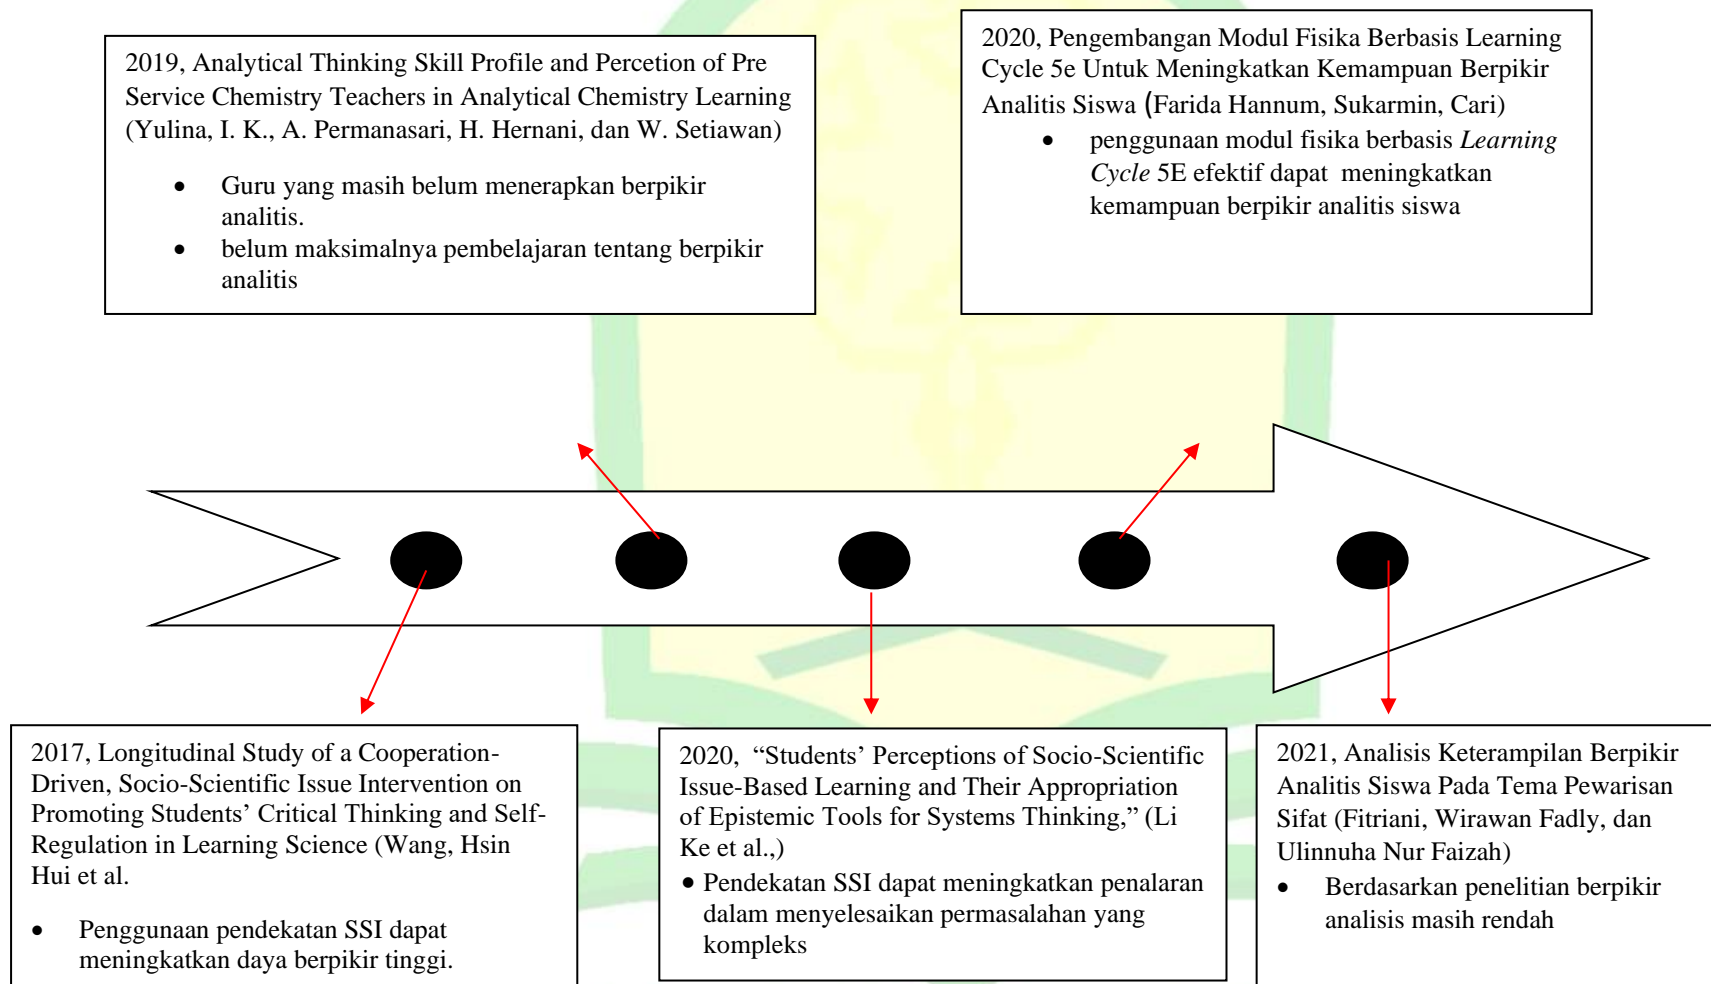 2019, Analytical Thinking Skill Profile and Percetion of Pre
Service Chemistry Teachers in Analytical Chemistry Learning
(Yulina, I. K., A. Permanasari, H. Hernani, dan W. Setiawan)
• Guru yang masih belum menerapkan berpikir
analitis.
• belum maksimalnya pembelajaran tentang berpikir
analitis
2020, Pengembangan Modul Fisika Berbasis Learning
Cycle 5e Untuk Meningkatkan Kemampuan Berpikir
Analitis Siswa (Farida Hannum, Sukarmin, Cari)
• penggunaan modul fisika berbasis Learning
Cycle 5E efektif dapat meningkatkan
kemampuan berpikir analitis siswa
2017, Longitudinal Study of a Cooperation-
Driven, Socio-Scientific Issue Intervention on
Promoting Students’ Critical Thinking and Self-
Regulation in Learning Science (Wang, Hsin
Hui et al.
• Penggunaan pendekatan SSI dapat
meningkatkan daya berpikir tinggi.
2020, “Students’ Perceptions of Socio-Scientific
Issue-Based Learning and Their Appropriation
of Epistemic Tools for Systems Thinking,” (Li
Ke et al.,)
• Pendekatan SSI dapat meningkatkan penalaran
dalam menyelesaikan permasalahan yang
kompleks
2021, Analisis Keterampilan Berpikir
Analitis Siswa Pada Tema Pewarisan
Sifat (Fitriani, Wirawan Fadly, dan
Ulinnuha Nur Faizah)
• Berdasarkan penelitian berpikir
analisis masih rendah